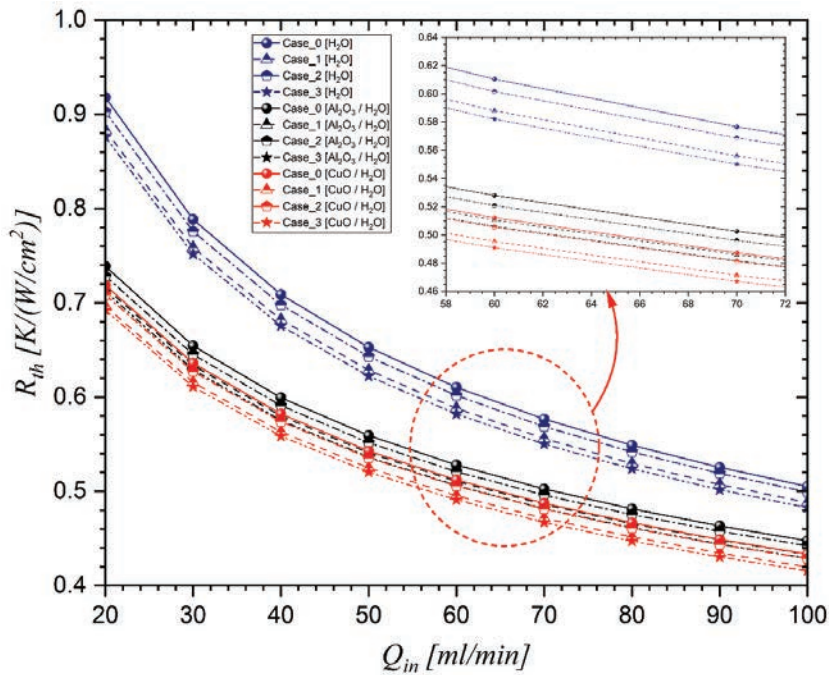 1.0
0.9
0.8
0.7
0.6
0.5
0.4
R_th [K/(W/cm²)]
Case_0 [H₂O]
Case_1 [H₂O]
Case_2 [H₂O]
Case_3 [H₂O]
Case_0 [Al₂O₃ / H₂O]
Case_1 [Al₂O₃ / H₂O]
Case_2 [Al₂O₃ / H₂O]
Case_3 [Al₂O₃ / H₂O]
Case_0 [CuO / H₂O]
Case_1 [CuO / H₂O]
Case_2 [CuO / H₂O]
Case_3 [CuO / H₂O]
0.64
0.62
0.60
0.58
0.56
0.54
0.52
0.50
0.48
0.46
58 60 62 64 66 68 70 72
20 30 40 50 60 70 80 90 100
Q_in [ml/min]